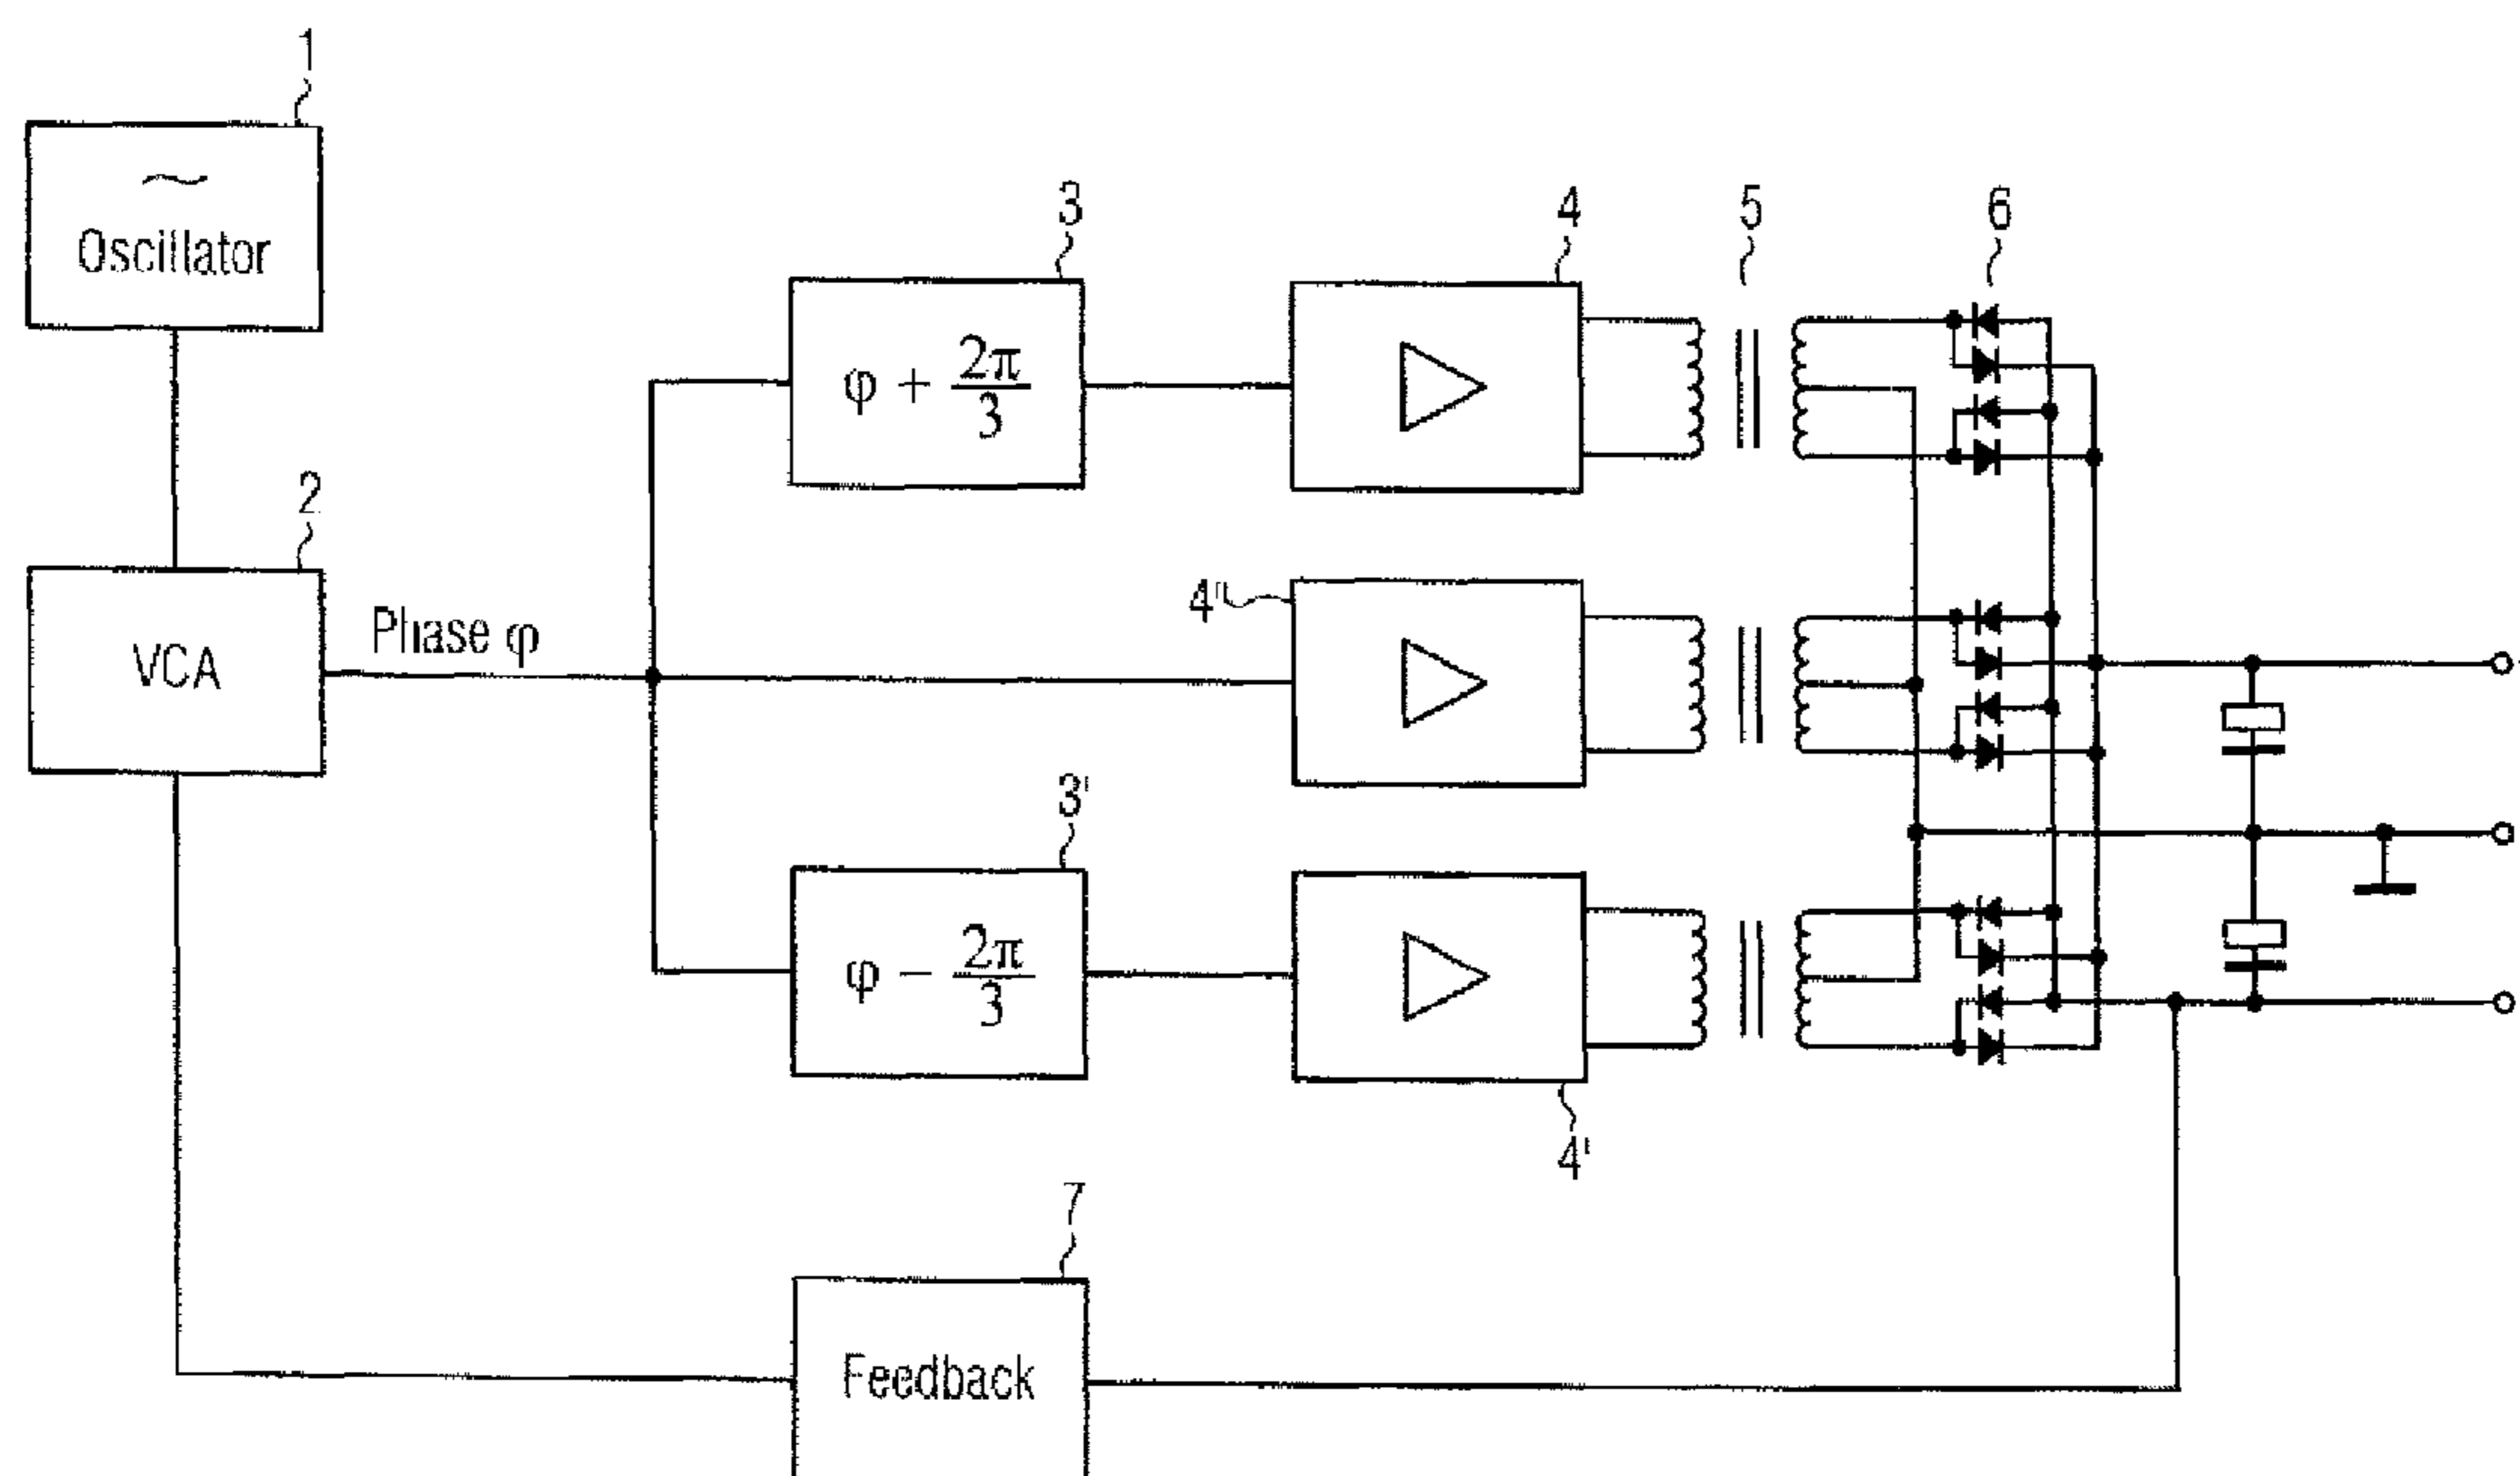 1
~
Oscillator
2
VCA
Phase φ
3
φ + 2π/3
4
5
6
4"
3'
φ − 2π/3
4'
7
Feedback